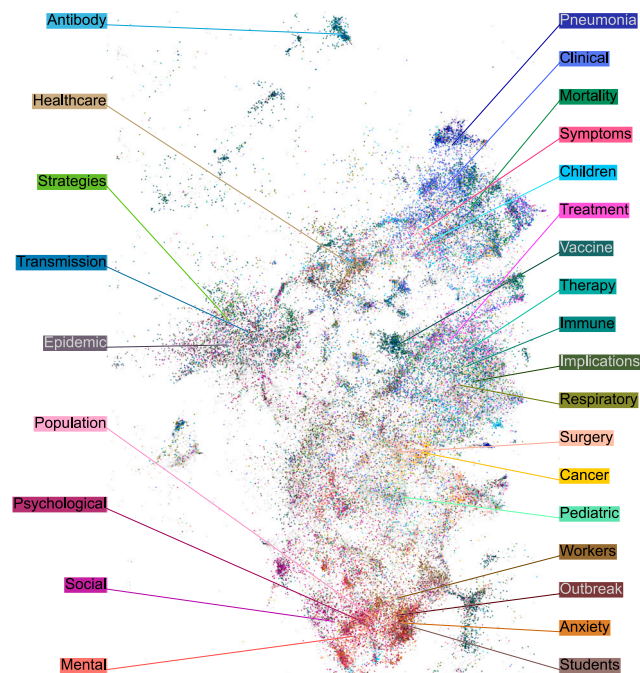 Antibody
Healthcare
Strategies
Transmission
Epidemic
Population
Psychological
Social
Mental
Pneumonia
Clinical
Mortality
Symptoms
Children
Treatment
Vaccine
Therapy
Immune
Implications
Respiratory
Surgery
Cancer
Pediatric
Workers
Outbreak
Anxiety
Students